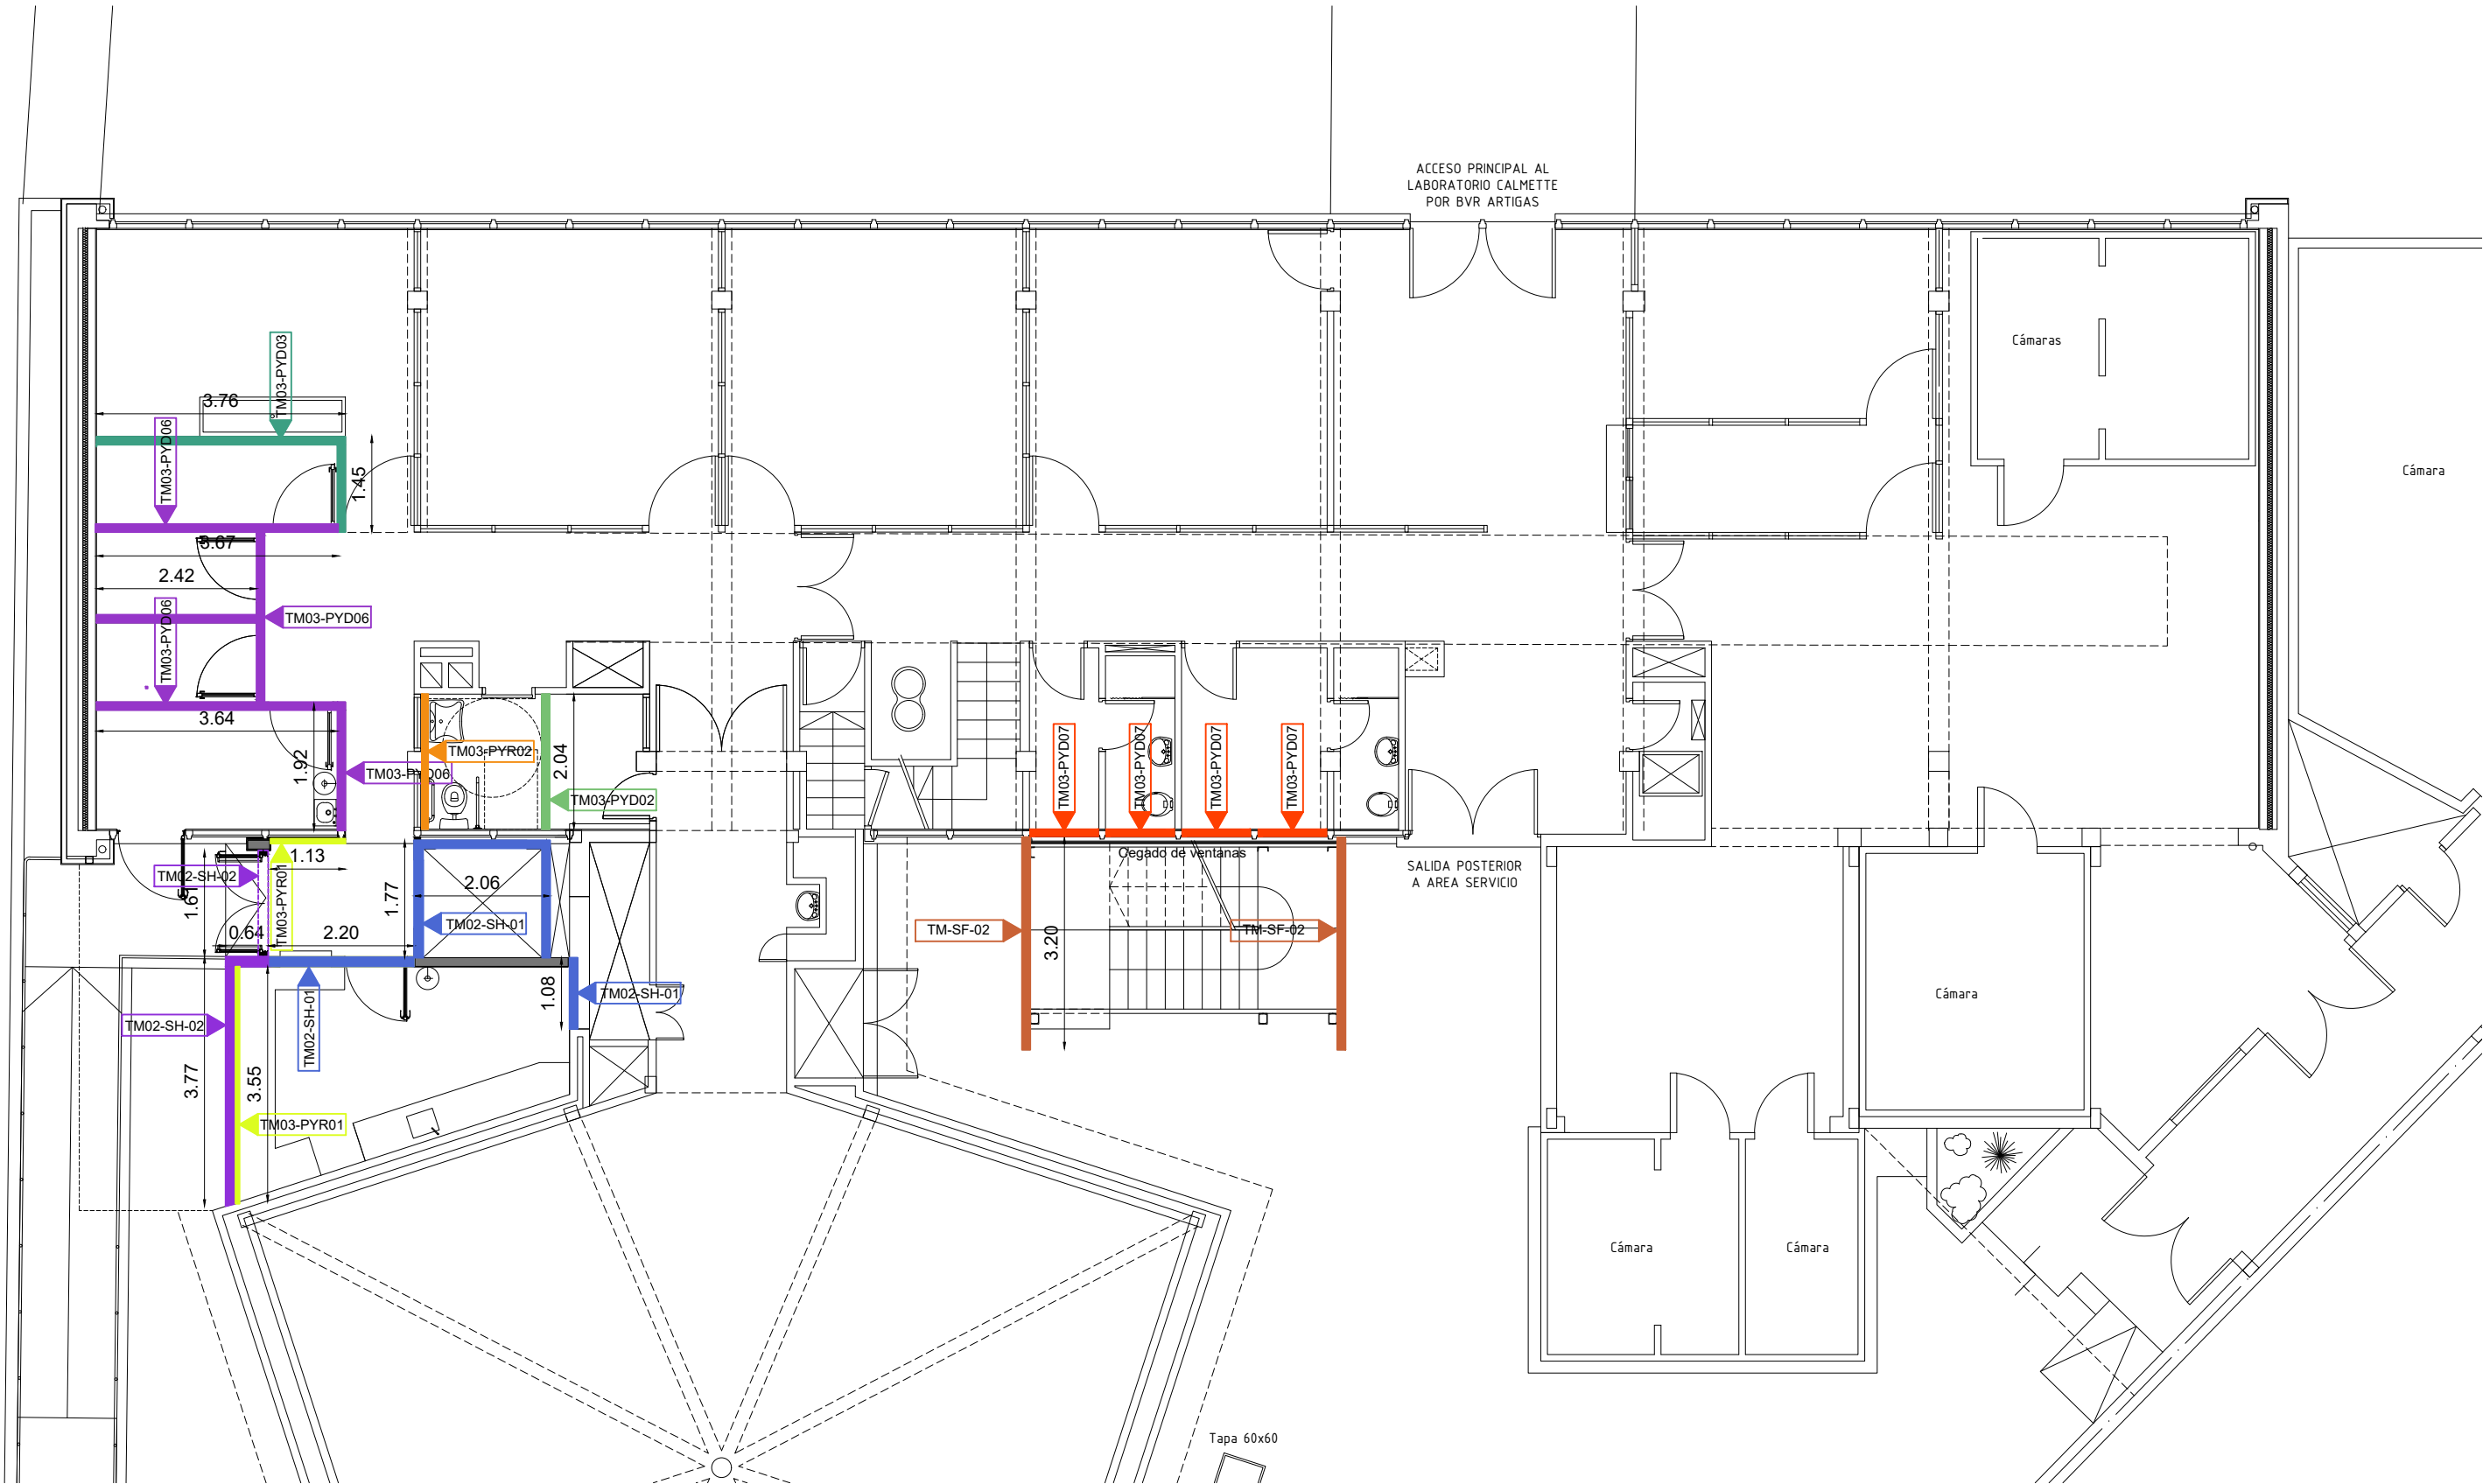 ACCESO PRINCIPAL AL
LABORATORIO CALMETTE
POR BVR ARTIGAS
Cámaras
Cámara
TM03-PYD03
3.76
TM03-PYD06
1.45
3.67
2.42
TM03-PYD06
TM03-PYD06
3.64
1.92
TM03-PYD06
TM03-PYR02
2.04
TM03-PYD02
TM03-PYD07
TM03-PYD07
TM03-PYD07
TM03-PYD07
Cegado de ventanas
SALIDA POSTERIOR
A AREA SERVICIO
1.13
TM02-SH-02
TM03-PYR01
1.77
2.06
TM02-SH-01
0.64
2.20
TM-SF-02
3.20
TM-SF-02
TM02-SH-01
1.08
TM02-SH-01
TM02-SH-02
3.77
3.55
TM03-PYR01
Cámara
Cámara
Cámara
Tapa 60x60